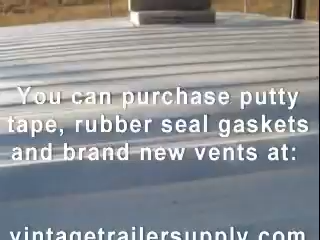 You can purchase putty
tape, rubber seal gaskets
and brand new vents at:
vintagetrailersupply.com